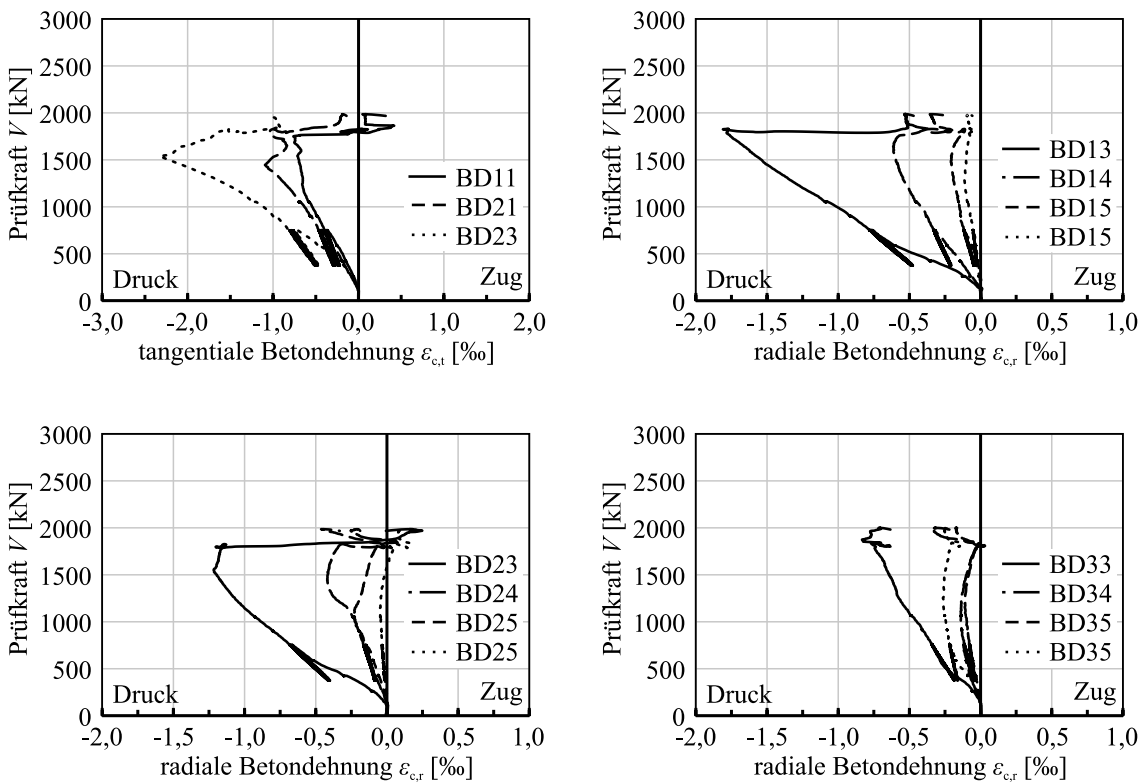 Prüfkraft V [kN]
3000
2500
2000
1500
1000
500
0
BD11
BD21
BD23
Druck
Zug
-3,0 -2,0 -1,0 0,0 1,0 2,0
tangentiale Betondehnung εc,t [‰]
Prüfkraft V [kN]
3000
2500
2000
1500
1000
500
0
BD13
BD14
BD15
BD15
Druck
Zug
-2,0 -1,5 -1,0 -0,5 0,0 0,5 1,0
radiale Betondehnung εc,r [‰]
Prüfkraft V [kN]
3000
2500
2000
1500
1000
500
0
BD23
BD24
BD25
BD25
Druck
Zug
-2,0 -1,5 -1,0 -0,5 0,0 0,5 1,0
radiale Betondehnung εc,r [‰]
Prüfkraft V [kN]
3000
2500
2000
1500
1000
500
0
BD33
BD34
BD35
BD35
Druck
Zug
-2,0 -1,5 -1,0 -0,5 0,0 0,5 1,0
radiale Betondehnung εc,r [‰]